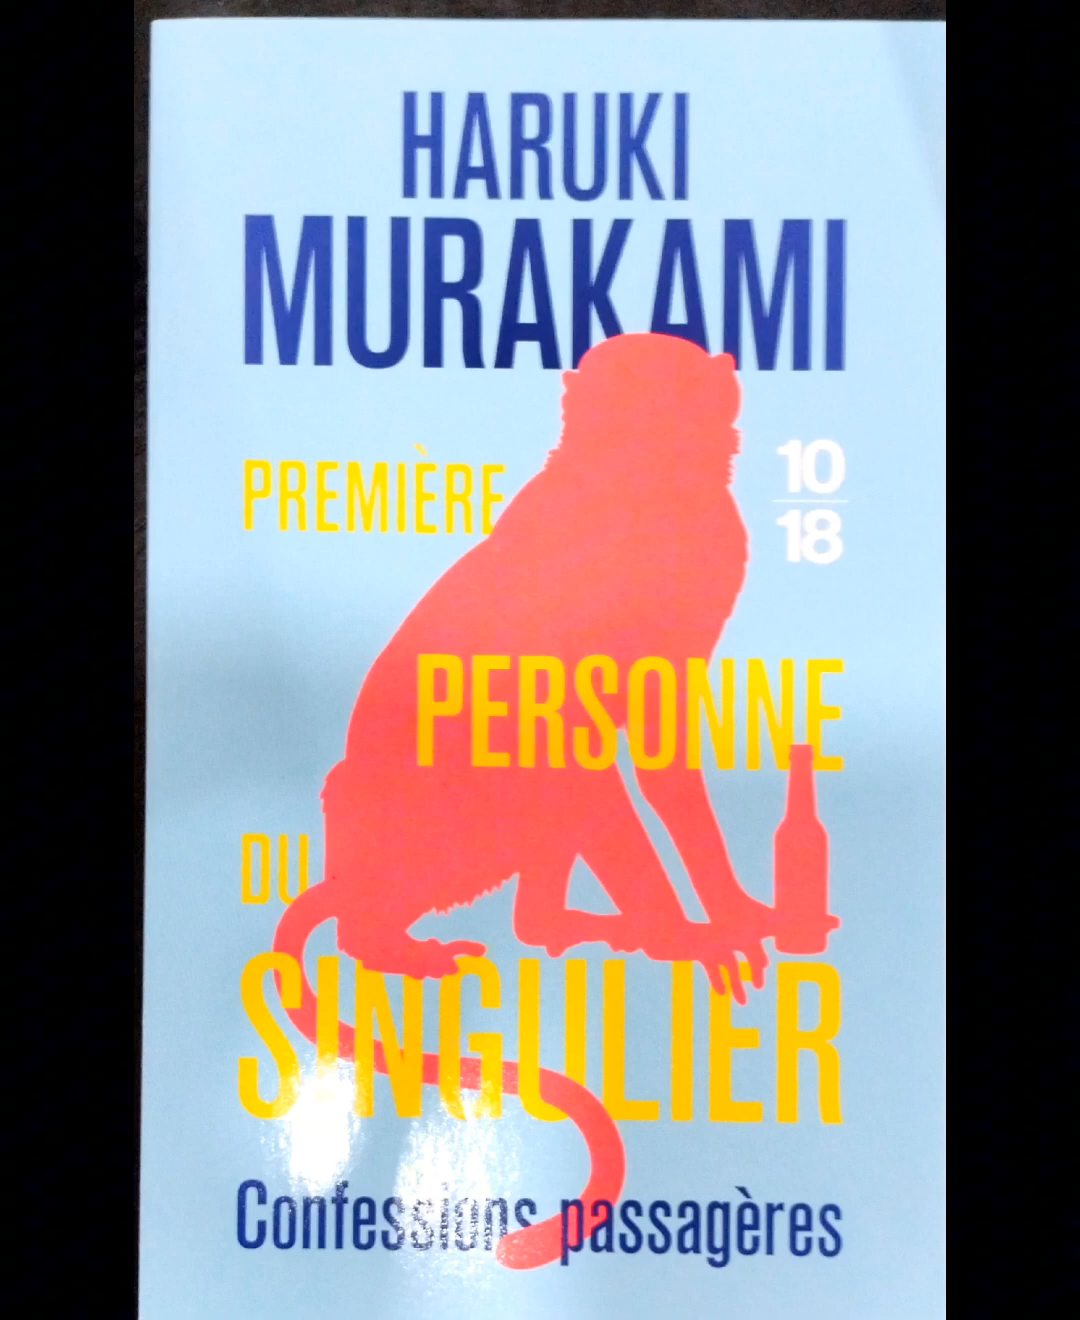 HARUKI
MURAKAMI
PREMIÈRE
10
18
PERSONNE
DU
SINGULIER
Confessions passagères